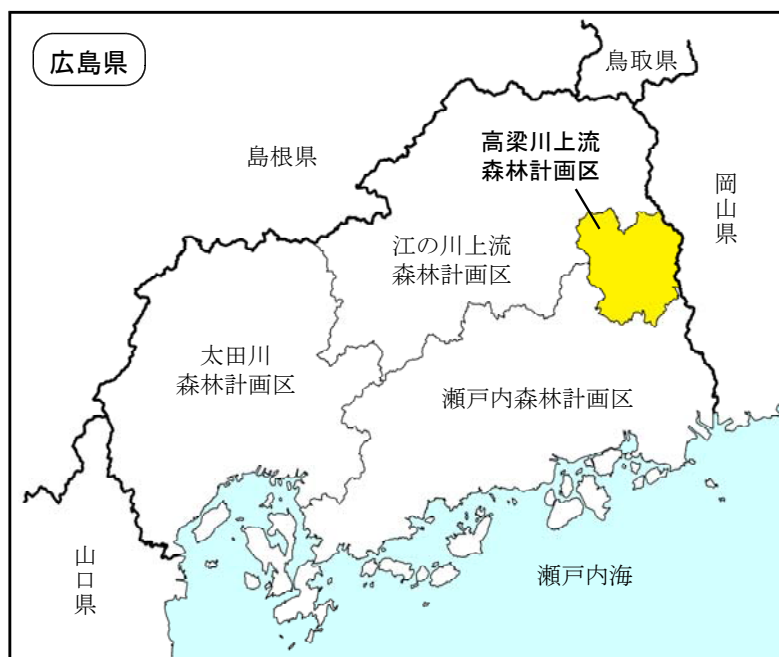 広島県
鳥取県
島根県
高梁川上流
森林計画区
岡山県
江の川上流
森林計画区
太田川
森林計画区
瀬戸内森林計画区
山口県
瀬戸内海